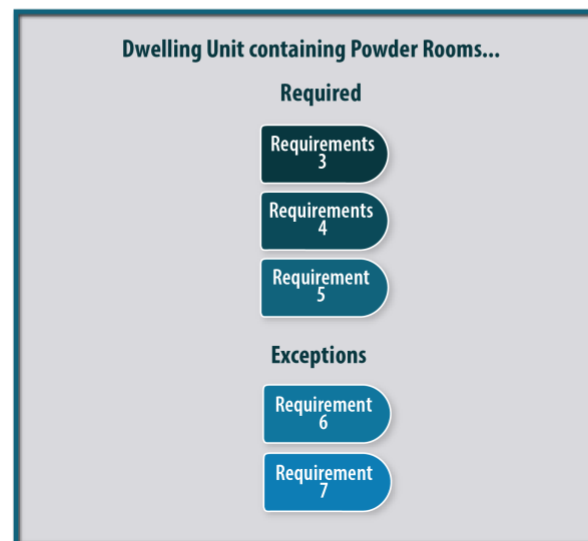 Dwelling Unit containing Powder Rooms...
Required
Requirements
3
Requirements
4
Requirement
5
Exceptions
Requirement
6
Requirement
7